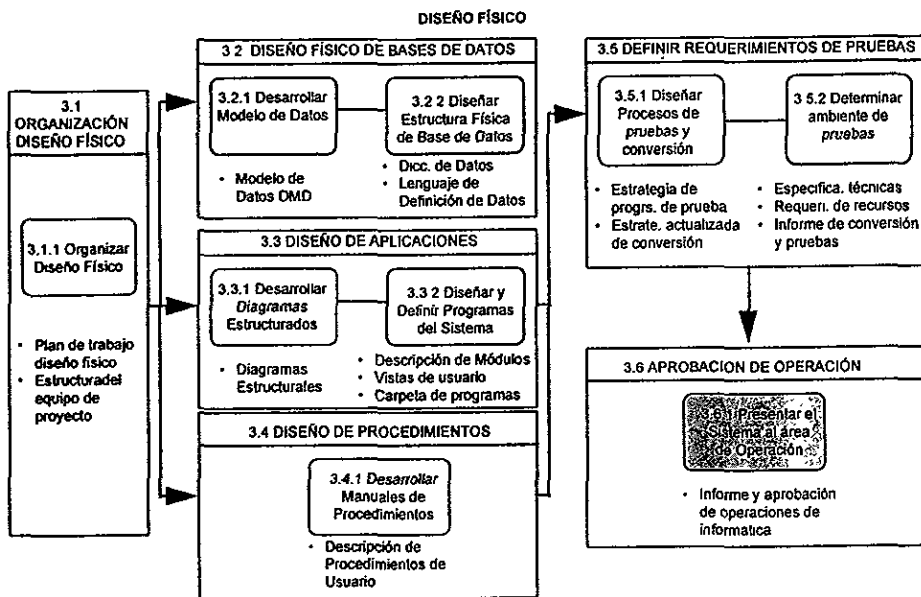 DISEÑO FÍSICO
3.1
ORGANIZACIÓN
DISEÑO FÍSICO
3.1.1 Organizar
Diseño Físico
• Plan de trabajo
diseño físico
• Estructuradel
equipo de
proyecto
3.2 DISEÑO FÍSICO DE BASES DE DATOS
3.2.1 Desarrollar
Modelo de Datos
3.2 2 Diseñar
Estructura Física
de Base de Datos
• Modelo de
Datos DMD
• Dicc. de Datos
• Lenguaje de
Definición de Datos
3.3 DISEÑO DE APLICACIONES
3.3.1 Desarrollar
Diagramas
Estructurados
3.3 2 Diseñar y
Definir Programas
del Sistema
• Diagramas
Estructurales
• Descripción de Módulos
• Vistas de usuario
• Carpeta de programas
3.4 DISEÑO DE PROCEDIMIENTOS
3.4.1 Desarrollar
Manuales de
Procedimientos
• Descripción de
Procedimientos de
Usuario
3.5 DEFINIR REQUERIMIENTOS DE PRUEBAS
3.5.1 Diseñar
Procesos de
pruebas y
conversión
3 5.2 Determinar
ambiente de
pruebas
• Estrategia de
progrs. de prueba
• Estrate. actualizada
de conversión
• Especifica. técnicas
• Requeri. de recursos
• Informe de conversión
y pruebas
3.6 APROBACION DE OPERACIÓN
3.6.1 Presentar el
Sistema al área
de Operación
• Informe y aprobación
de operaciones de
informatica